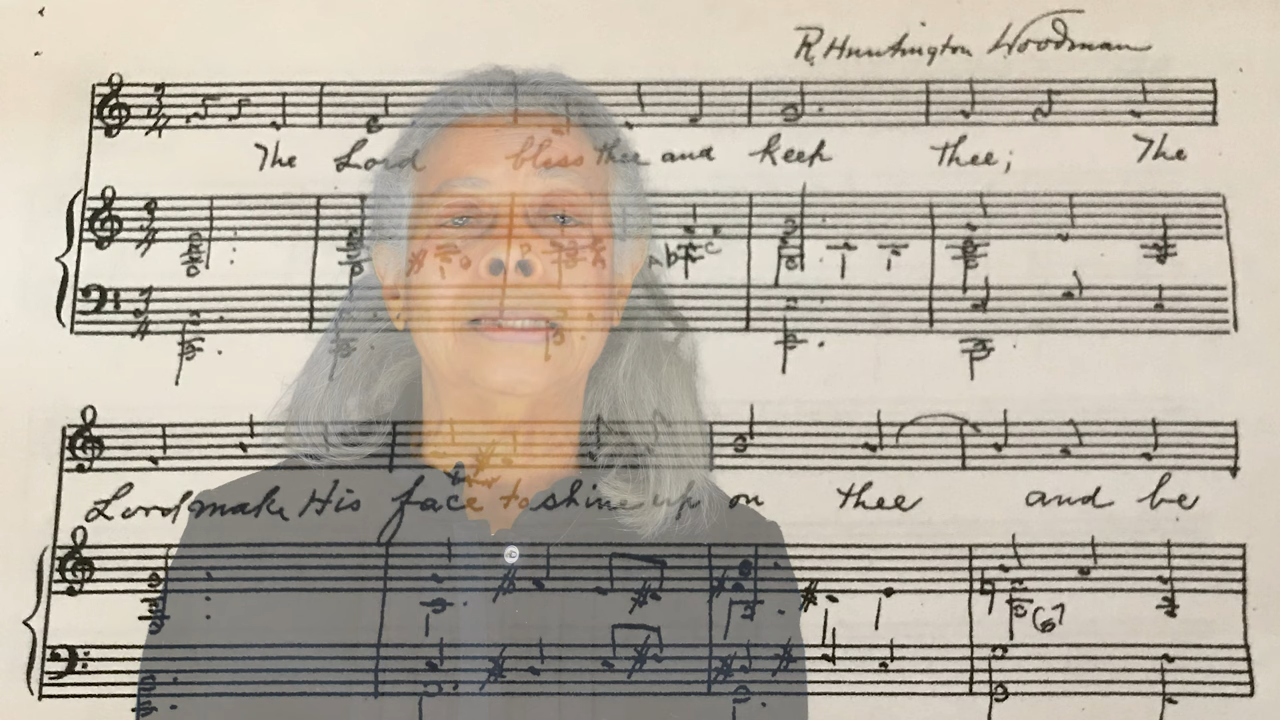 R. Huntington Woodman
The Lord bless thee and keep thee; The
Lord make His face to shine up on thee and be